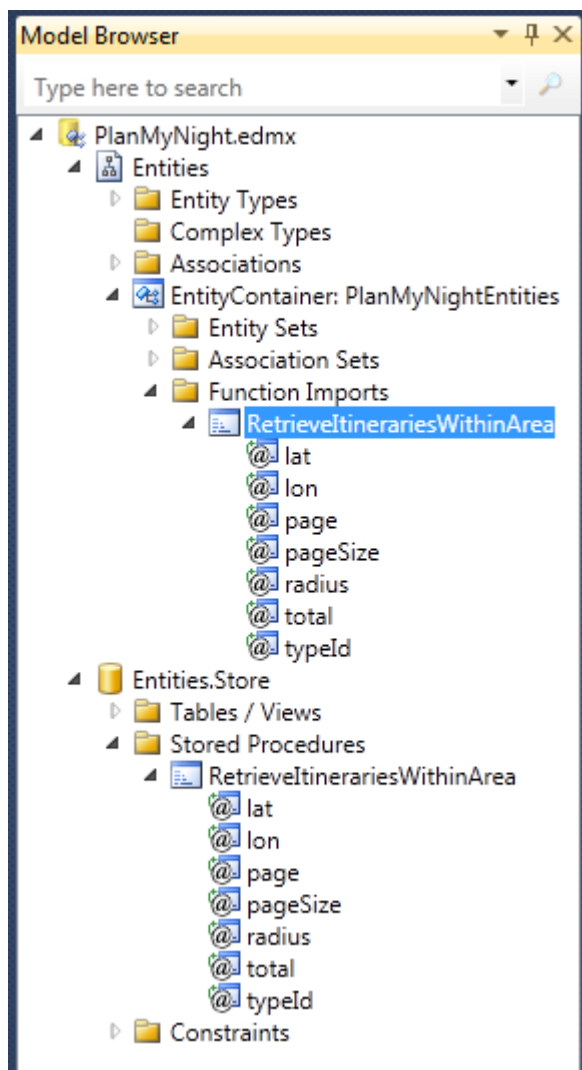 Model Browser
Type here to search
PlanMyNight.edmx
Entities
Entity Types
Complex Types
Associations
EntityContainer: PlanMyNightEntities
Entity Sets
Association Sets
Function Imports
RetrieveItinerariesWithinArea
lat
lon
page
pageSize
radius
total
typeId
Entities.Store
Tables / Views
Stored Procedures
RetrieveItinerariesWithinArea
lat
lon
page
pageSize
radius
total
typeId
Constraints